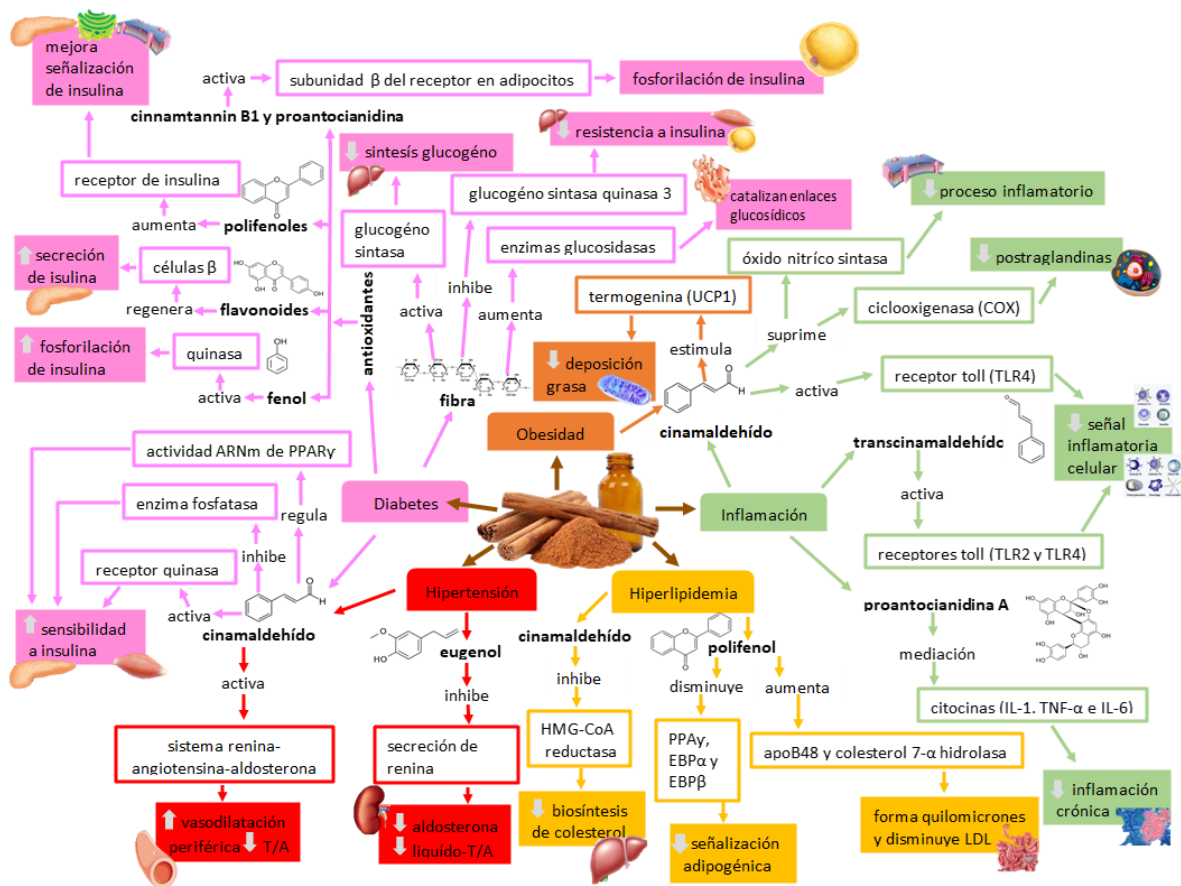 mejora
señalización
de insulina
activa
subunidad β del receptor en adipocitos
fosforilación de insulina
cinnamtannin B1 y proantocianidina
receptor de insulina
aumenta
polifenoles
secreción
de isulina
células β
regenera
flavonoides
fosforilación
de insulina
quinasa
activa
fenol
antioxidantes
sintesís glucogéno
glucogéno
sintasa
activa
resistencia a insulina
glucogéno sintasa quinasa 3
inhibe
catalizan enlaces
glucosídicos
enzimas glucosidasas
aumenta
fibra
Diabetes
actividad ARNm de PPARγ
regula
enzima fosfatasa
inhibe
receptor quinasa
activa
sensibilidad
a insulina
cinamaldehído
Obesidad
termogenina (UCP1)
estimula
deposición
grasa
cinamaldehído
proceso inflamatorio
óxido nitríco sintasa
suprime
postraglandinas
ciclooxigenasa (COX)
activa
receptor toll (TLR4)
señal
inflamatoria
celular
transcinamaldehídc
activa
receptores toll (TLR2 y TLR4)
Inflamación
proantocianidina A
mediación
citocinas (IL-1. TNF-α e IL-6)
inflamación
crónica
Hipertensión
activa
sistema renina-
angiotensina-aldosterona
vasodilatación
periférica T/A
eugenol
inhibe
secreción de
renina
aldosterona
liquído-T/A
Hiperlipidemia
cinamaldehído
inhibe
HMG-CoA
reductasa
biosíntesis
de colesterol
polifenol
disminuye
PPAγ,
EBPα y
EBPβ
señalización
adipogénica
aumenta
apoB48 y colesterol 7-α hidrolasa
forma quilomicrones
y disminuye LDL